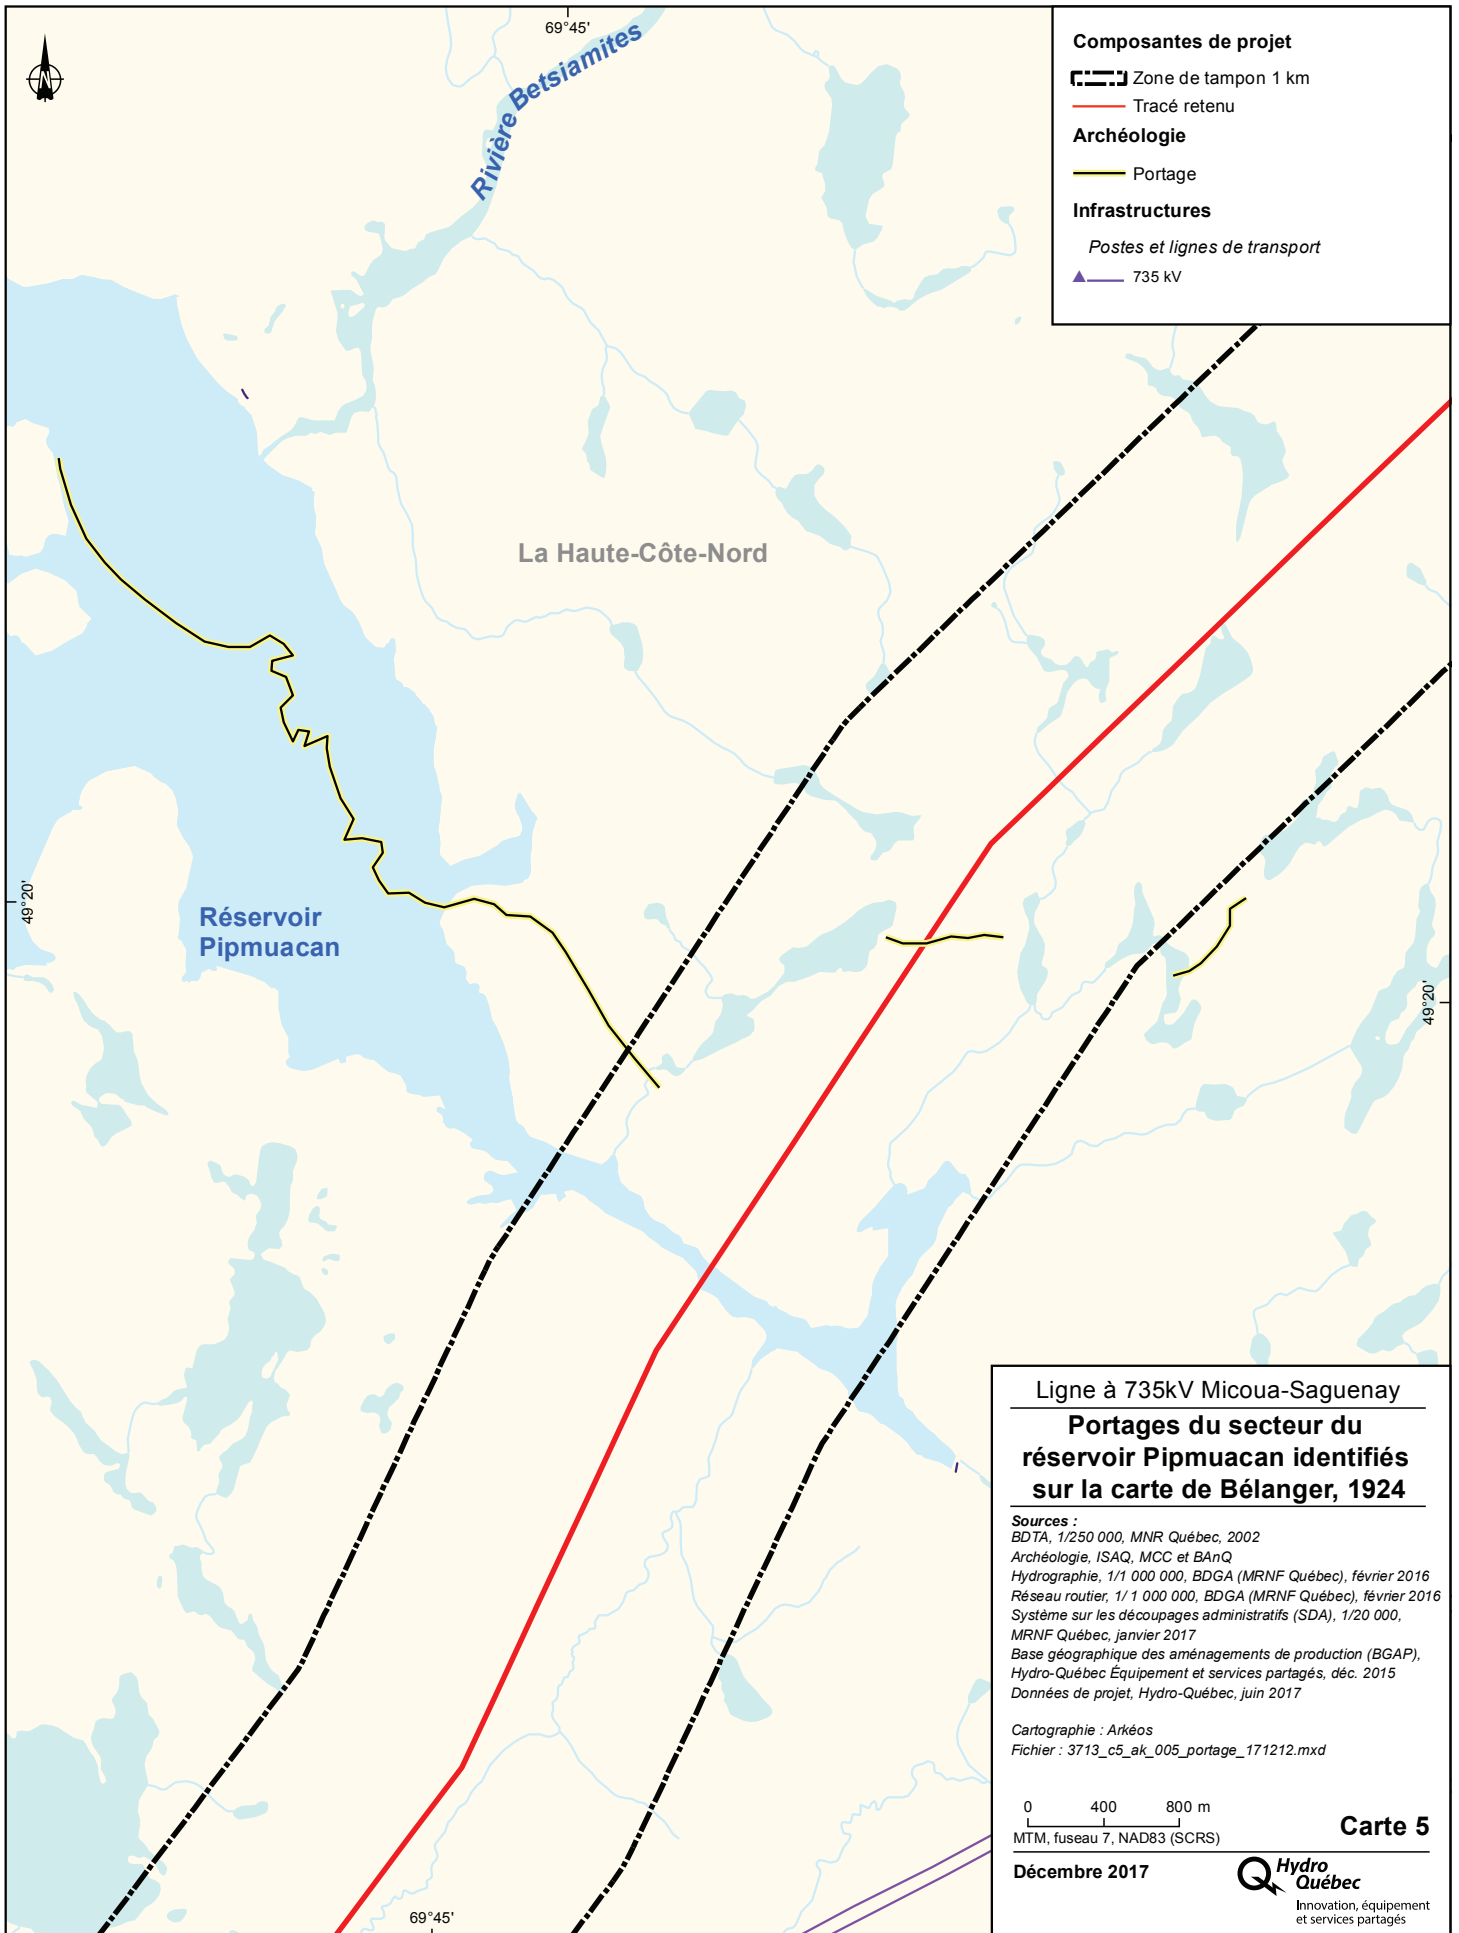 69°45'
Rivière Betsiamites
Composantes de projet
Zone de tampon 1 km
Tracé retenu
Archéologie
Portage
Infrastructures
Postes et lignes de transport
735 kV
N
La Haute-Côte-Nord
49°20'
Réservoir
Pipmuacan
49°20'
69°45'
Ligne à 735kV Micoua-Saguenay
Portages du secteur du
réservoir Pipmuacan identifiés
sur la carte de Bélanger, 1924
Sources :
BDTA, 1/250 000, MNR Québec, 2002
Archéologie, ISAQ, MCC et BAnQ
Hydrographie, 1/1 000 000, BDGA (MRNF Québec), février 2016
Réseau routier, 1/ 1 000 000, BDGA (MRNF Québec), février 2016
Système sur les découpages administratifs (SDA), 1/20 000,
MRNF Québec, janvier 2017
Base géographique des aménagements de production (BGAP),
Hydro-Québec Équipement et services partagés, déc. 2015
Données de projet, Hydro-Québec, juin 2017
Cartographie : Arkéos
Fichier : 3713_c5_ak_005_portage_171212.mxd
0 400 800 m
MTM, fuseau 7, NAD83 (SCRS)
Carte 5
Décembre 2017
Hydro
Québec
Innovation, équipement
et services partagés